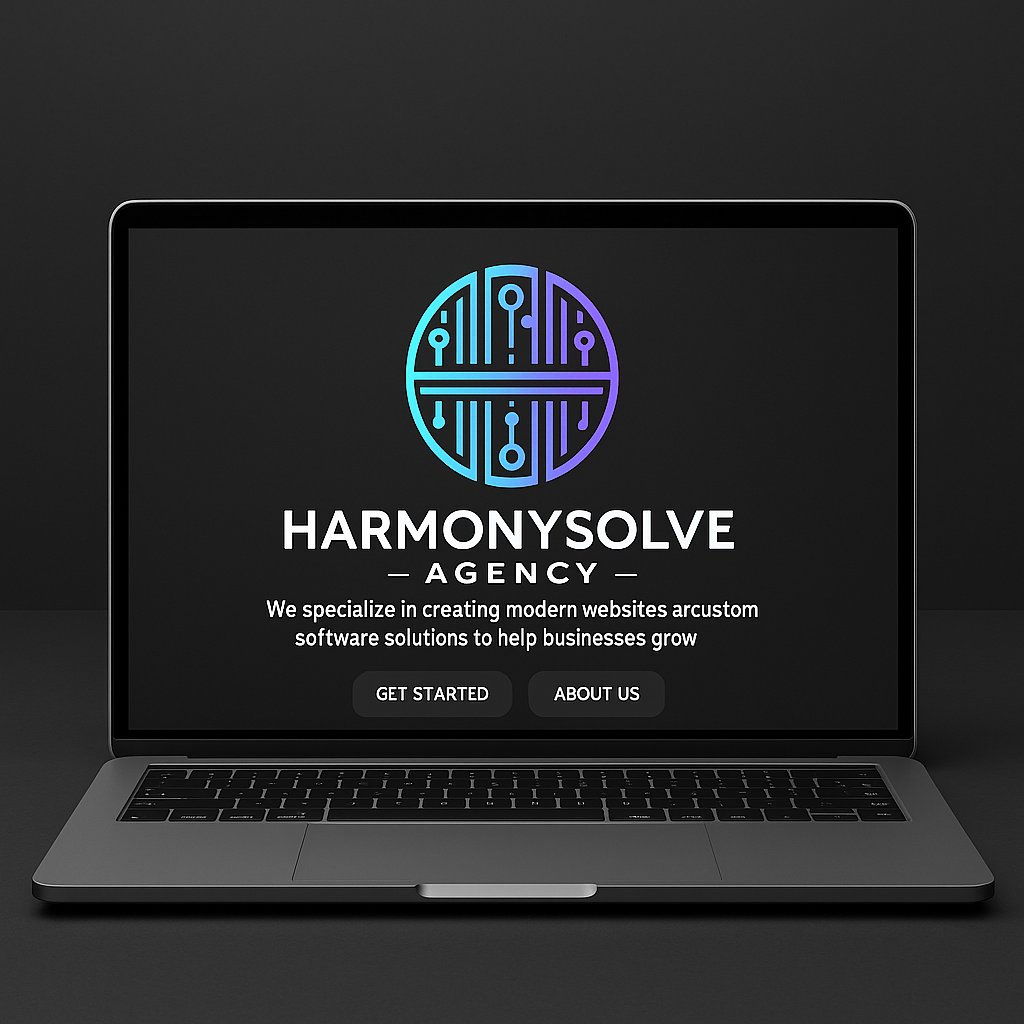 HARMONYSOLVE
— AGENCY —
We specialize in creating modern websites arcustom
software solutions to help businesses grow
GET STARTED
ABOUT US